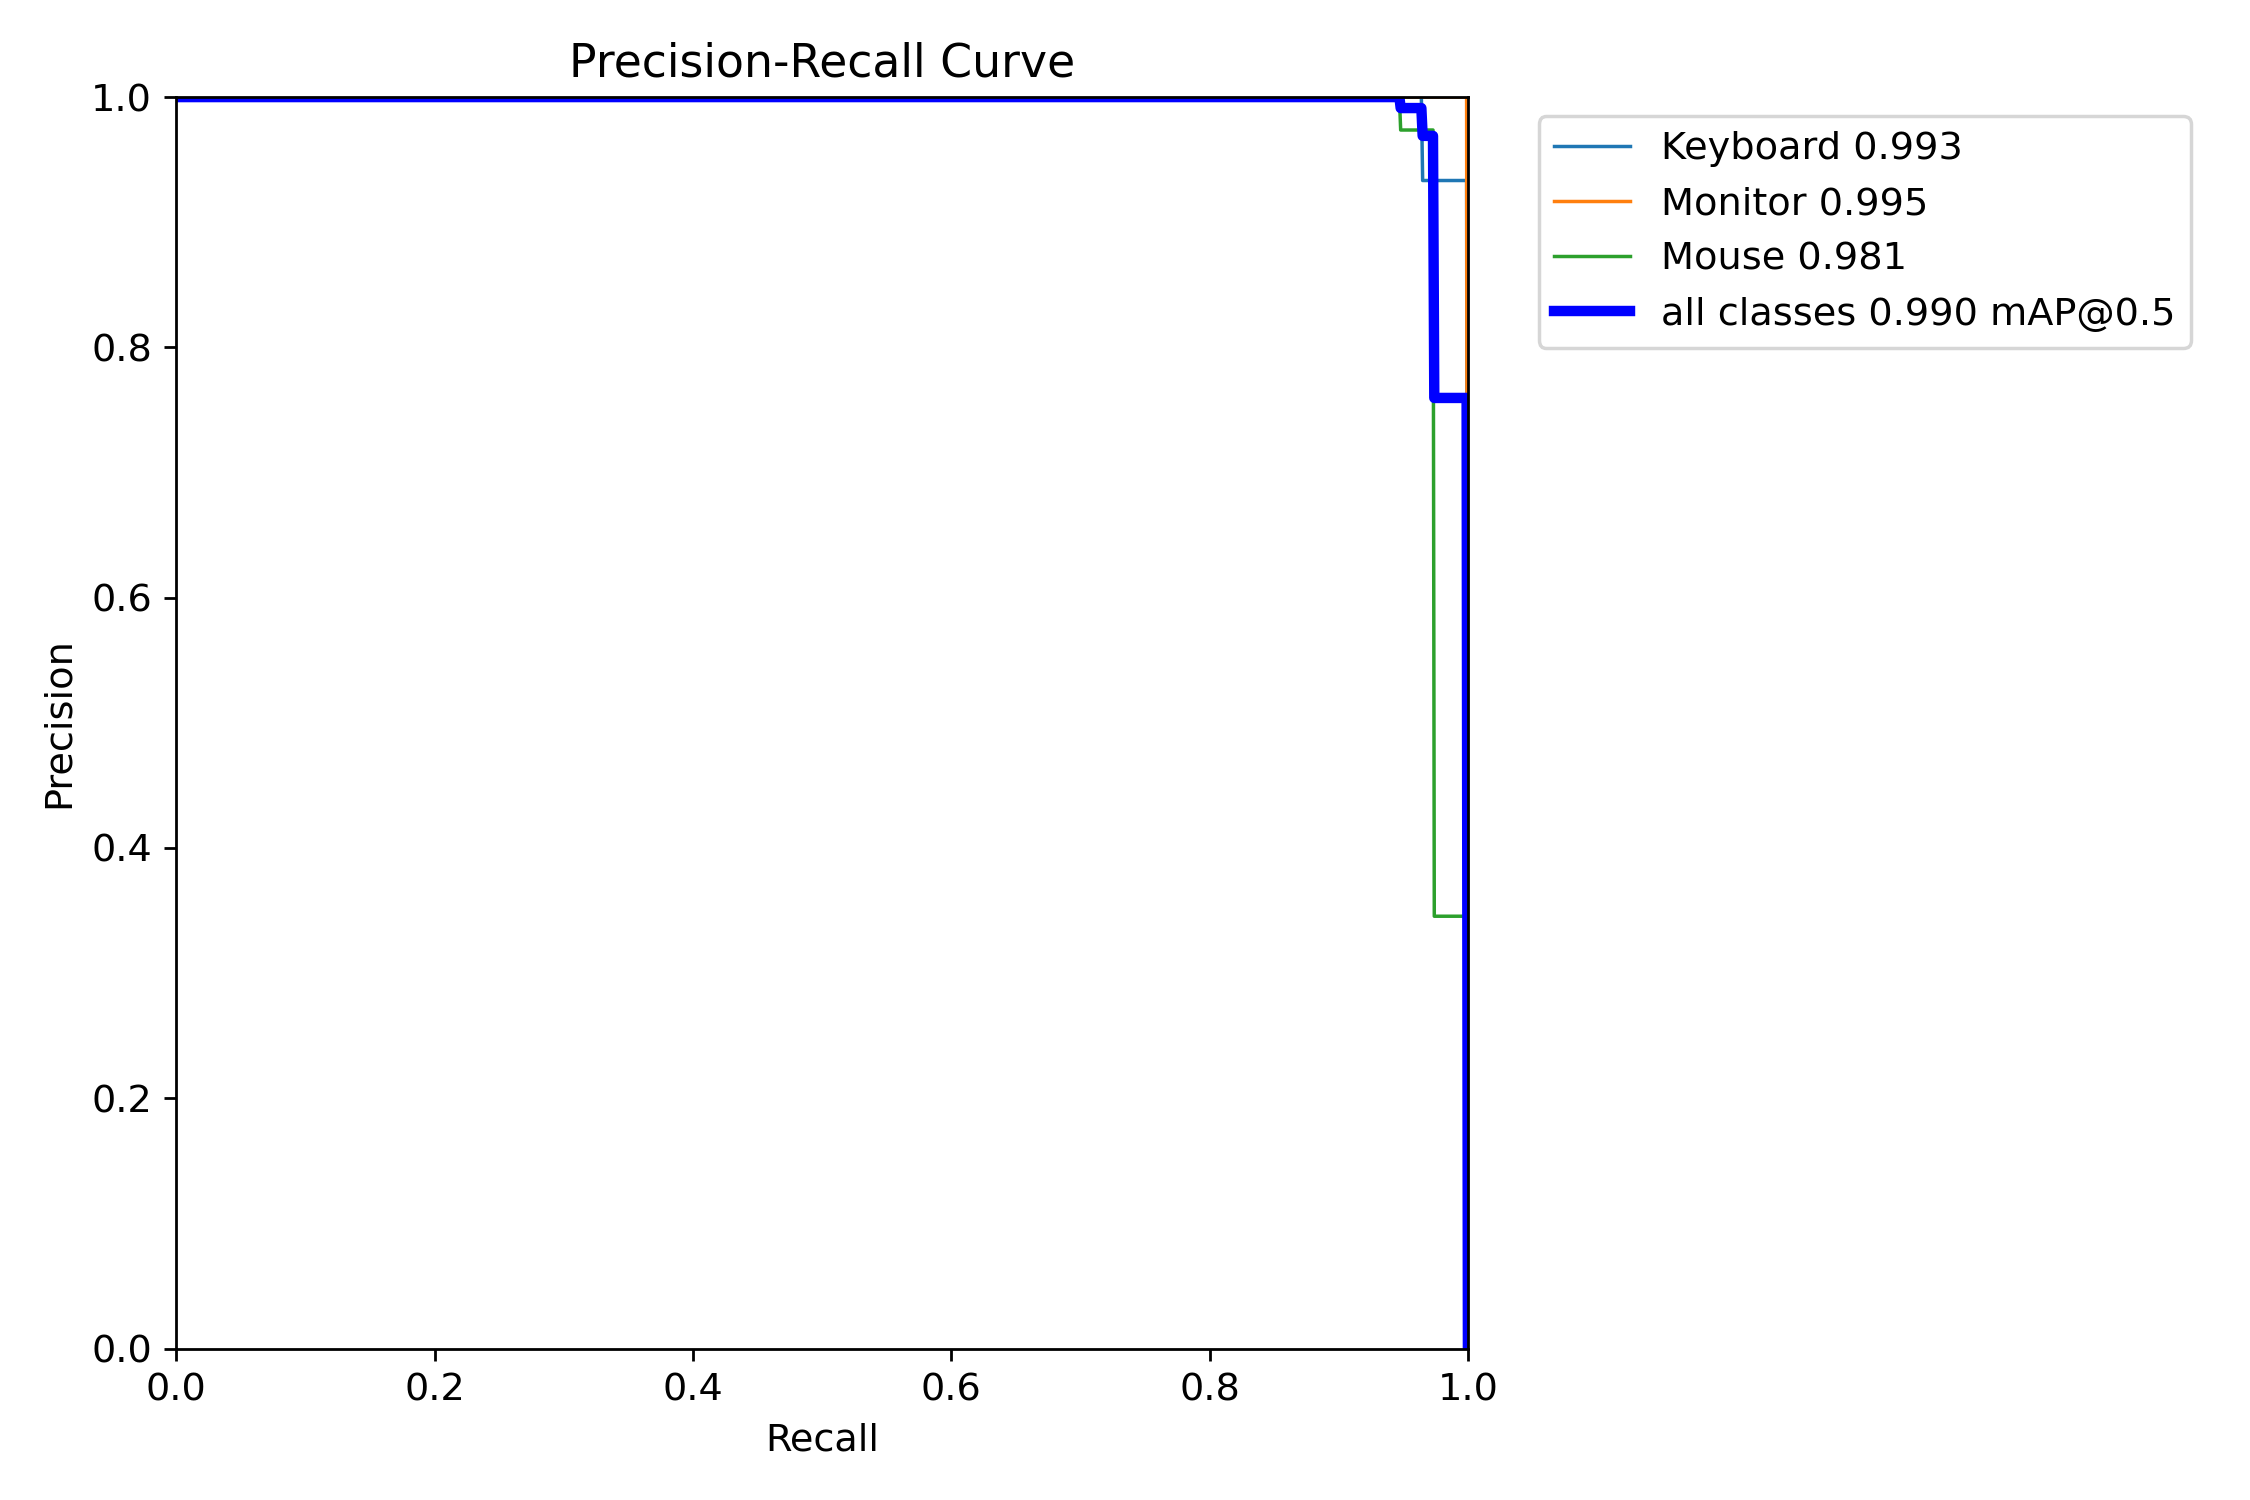 Precision-Recall Curve
1.0
0.8
0.6
0.4
0.2
0.0
Precision
0.0 0.2 0.4 0.6 0.8 1.0
Recall
Keyboard 0.993
Monitor 0.995
Mouse 0.981
all classes 0.990 mAP@0.5